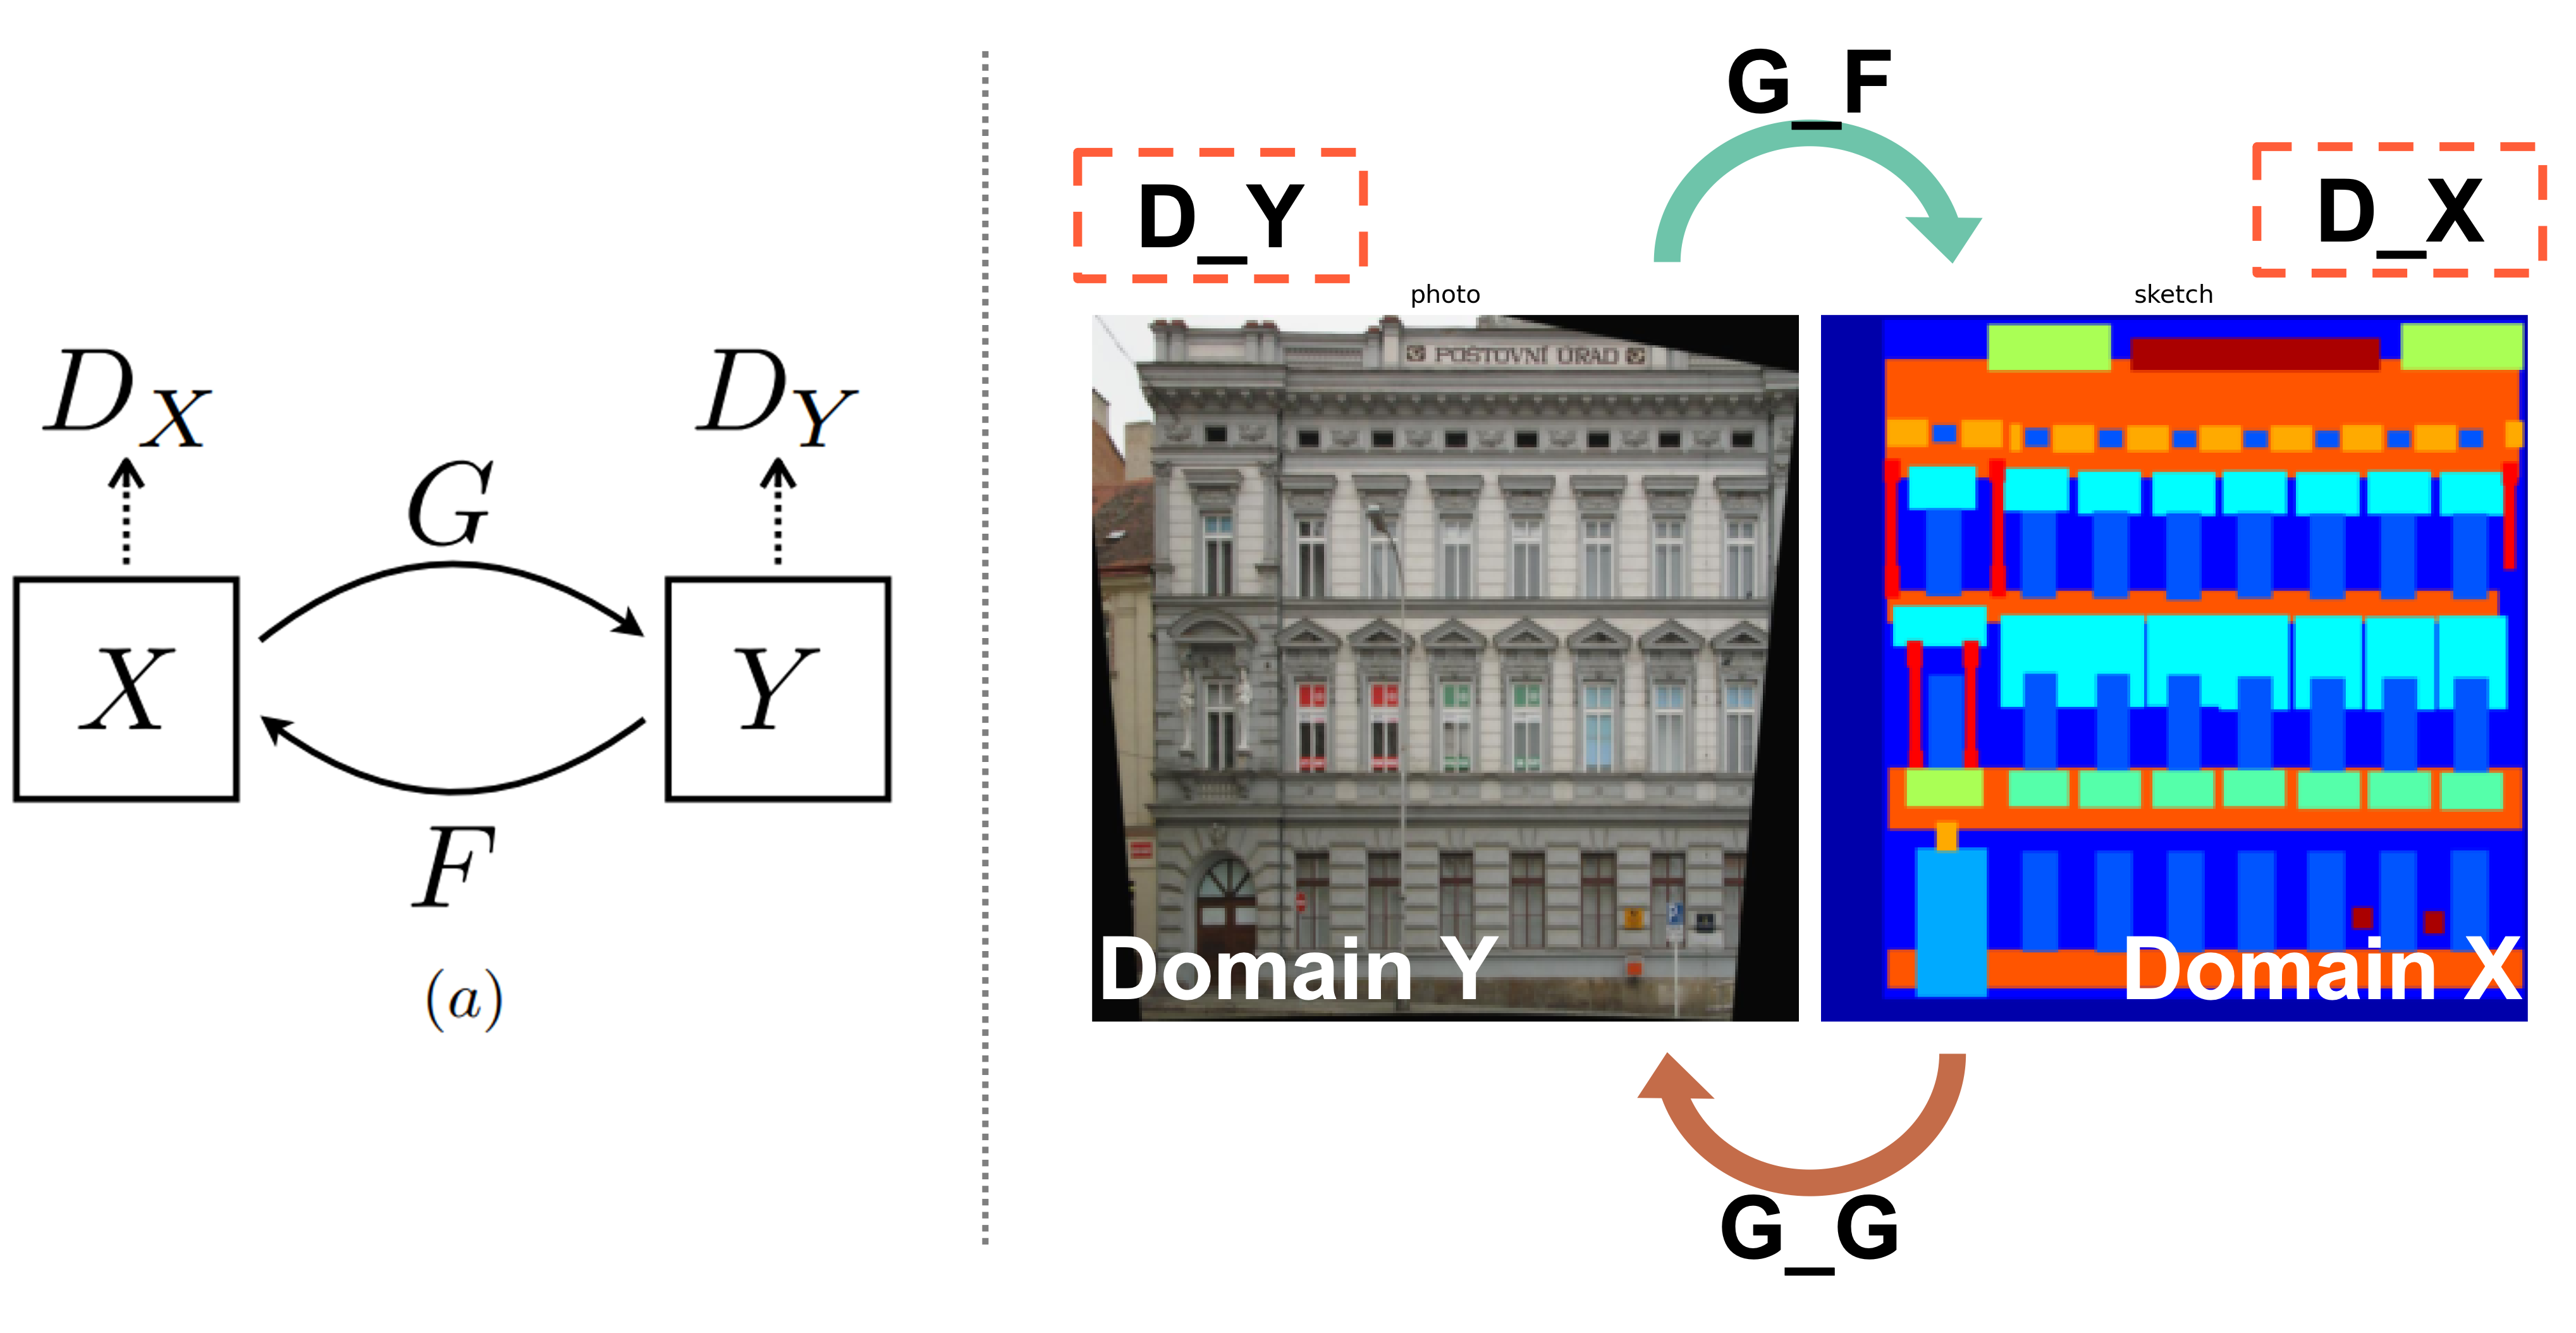 D_X
D_Y
G
X
Y
F
(a)
G_F
D_Y
D_X
photo
sketch
POŠTOVNÍ ÚŘAD
Domain Y
Domain X
G_G